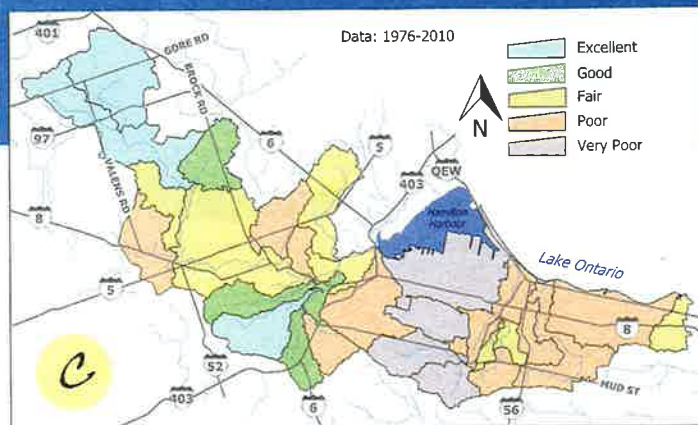 401
GORE RD
Data: 1976-2010
Excellent
Good
Fair
Poor
Very Poor
BROCK RD
N
97
6
5
403
QEW
VALENS RD
8
Hamilton
Harbour
Lake Ontario
5
8
C
52
403
6
56
MUD ST